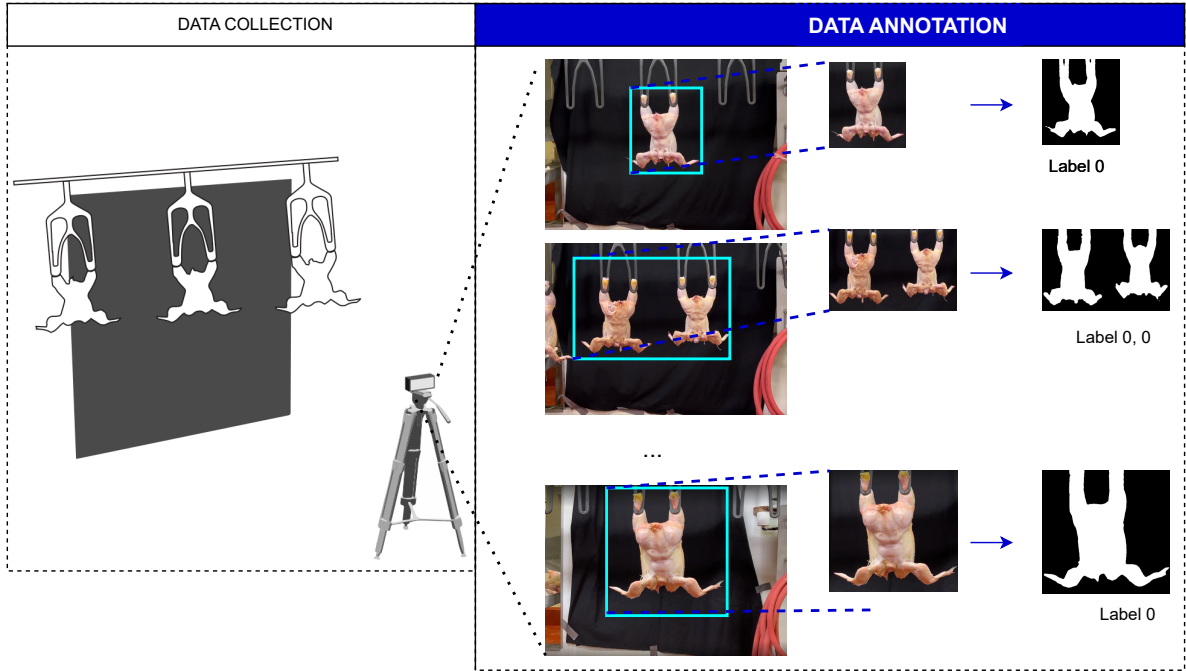 DATA COLLECTION
DATA ANNOTATION
Label 0
Label 0, 0
...
Label 0